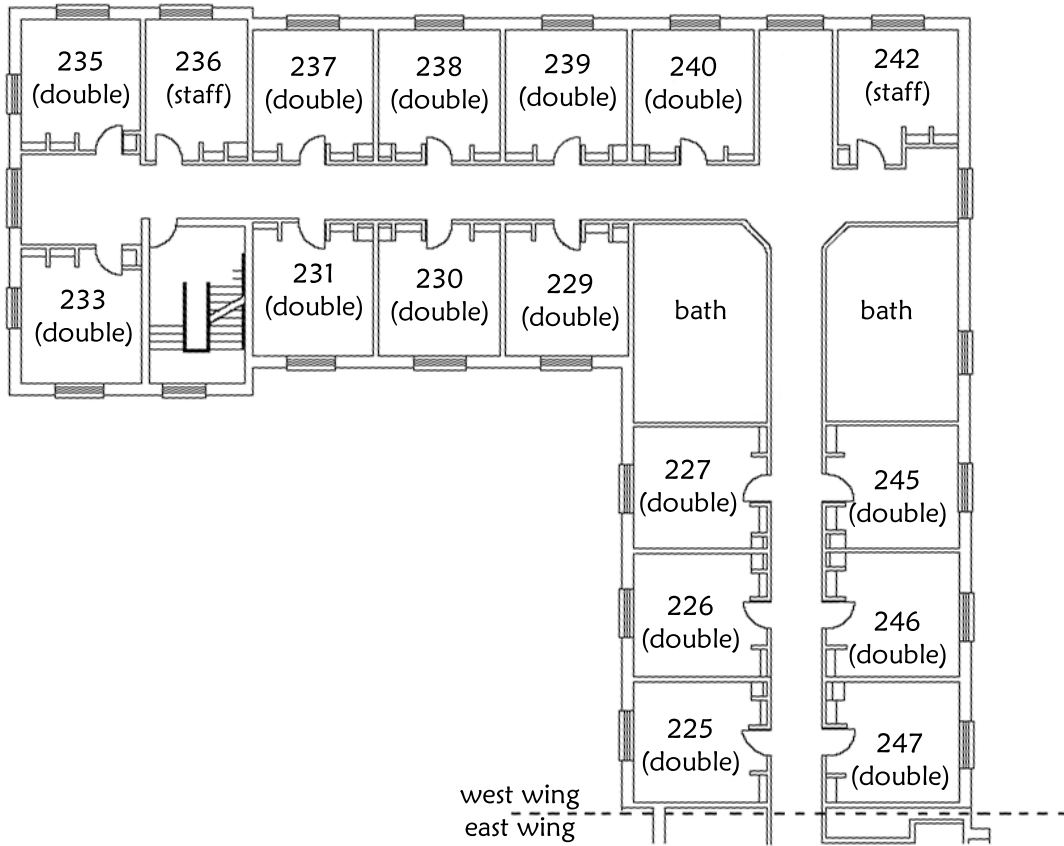 235
(double)
236
(staff)
237
(double)
238
(double)
239
(double)
240
(double)
242
(staff)
233
(double)
231
(double)
230
(double)
229
(double)
bath
bath
227
(double)
245
(double)
226
(double)
246
(double)
225
(double)
247
(double)
west wing
east wing